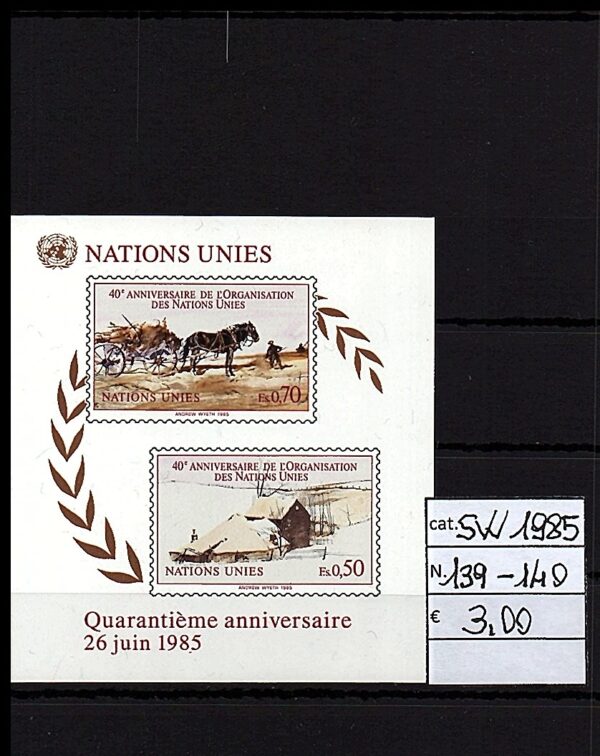 NATIONS UNIES
40e ANNIVERSAIRE DE L'ORGANISATION
DES NATIONS UNIES
NATIONS UNIES
Fs.0,70
ANDREW WYETH 1985
40e ANNIVERSAIRE DE L'ORGANISATION
DES NATIONS UNIES
NATIONS UNIES
Fs.0,50
ANDREW WYETH 1985
Quarantième anniversaire
26 juin 1985
cat. SW 1985
N. 139-140
€ 3.00